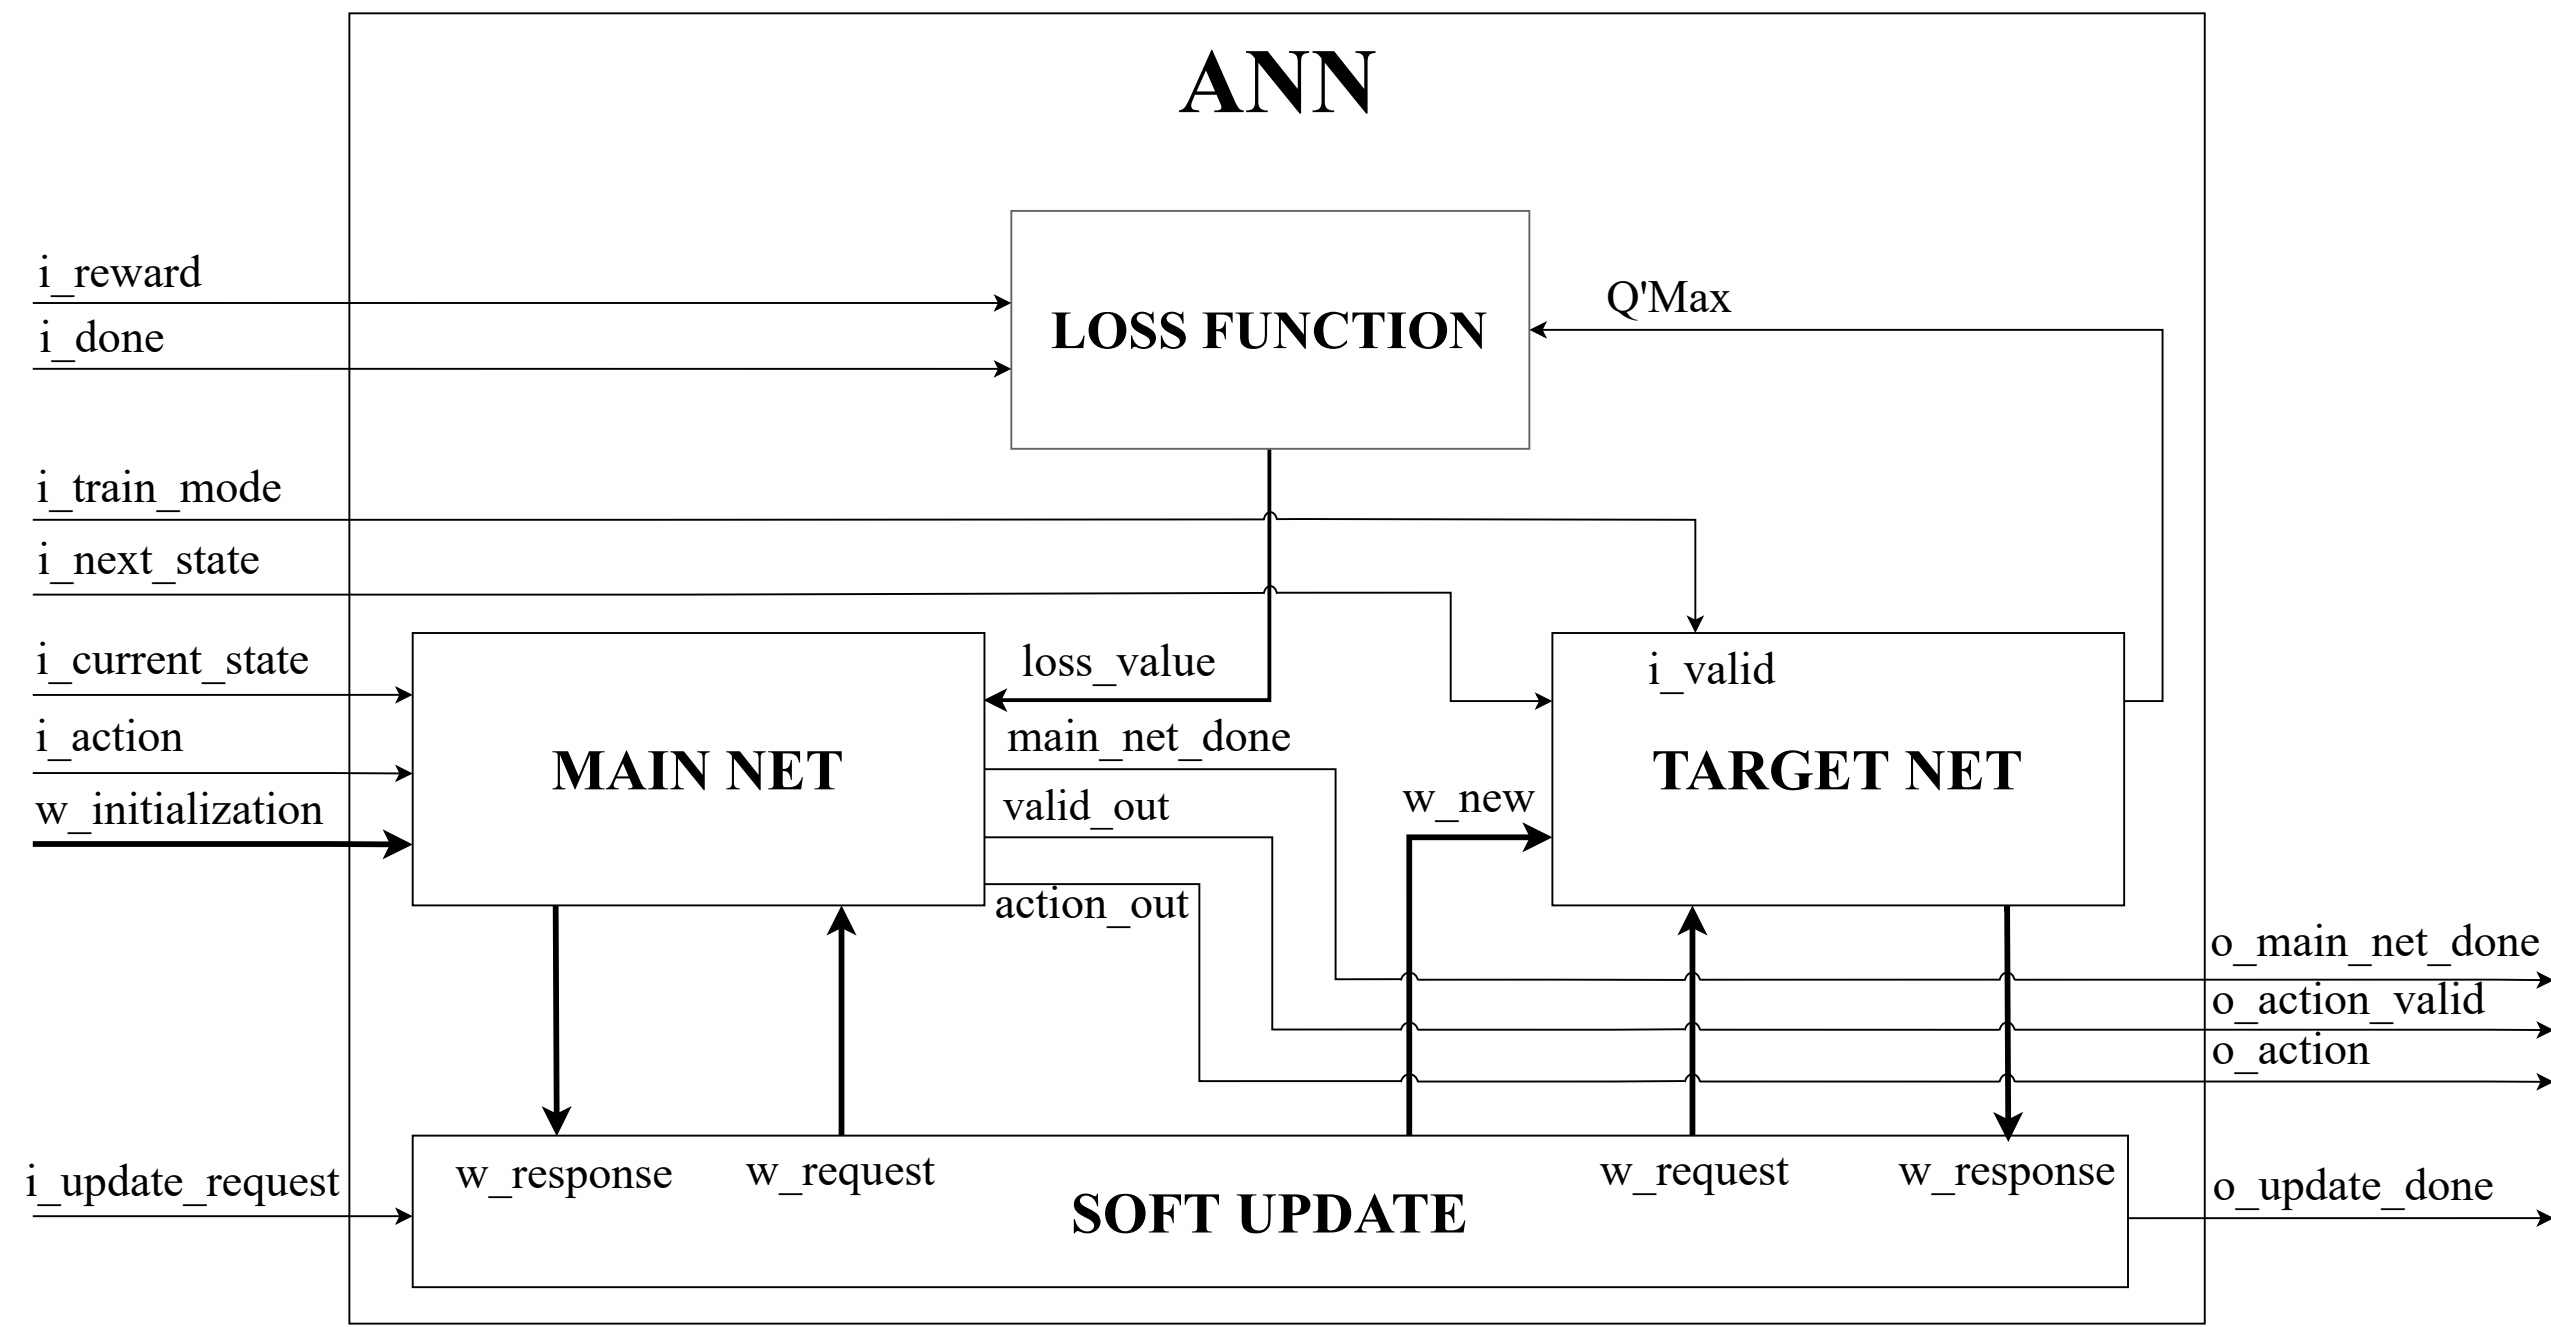 ANN
i_reward
i_done
LOSS FUNCTION
Q'Max
i_train_mode
i_next_state
i_current_state
i_action
w_initialization
MAIN NET
loss_value
main_net_done
valid_out
action_out
i_valid
TARGET NET
w_new
o_main_net_done
o_action_valid
o_action
i_update_request
w_response
w_request
w_request
w_response
SOFT UPDATE
o_update_done